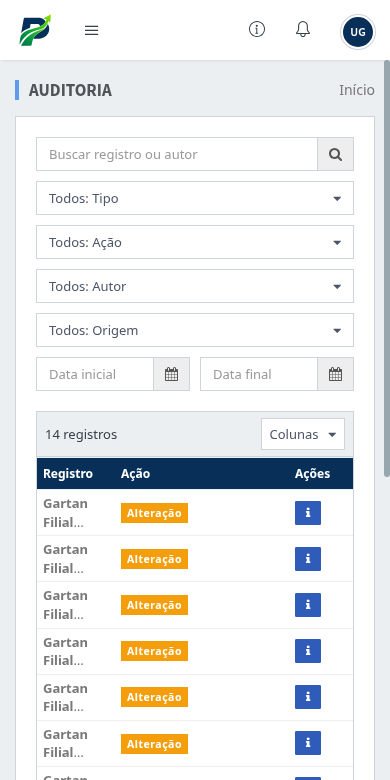 UG
AUDITORIA
Início
Buscar registro ou autor
Todos: Tipo
Todos: Ação
Todos: Autor
Todos: Origem
Data inicial
Data final
14 registros
Colunas
Registro Ação Ações
Gartan
Filial...
Alteração
Gartan
Filial...
Alteração
Gartan
Filial...
Alteração
Gartan
Filial...
Alteração
Gartan
Filial...
Alteração
Gartan
Filial...
Alteração
Gartan